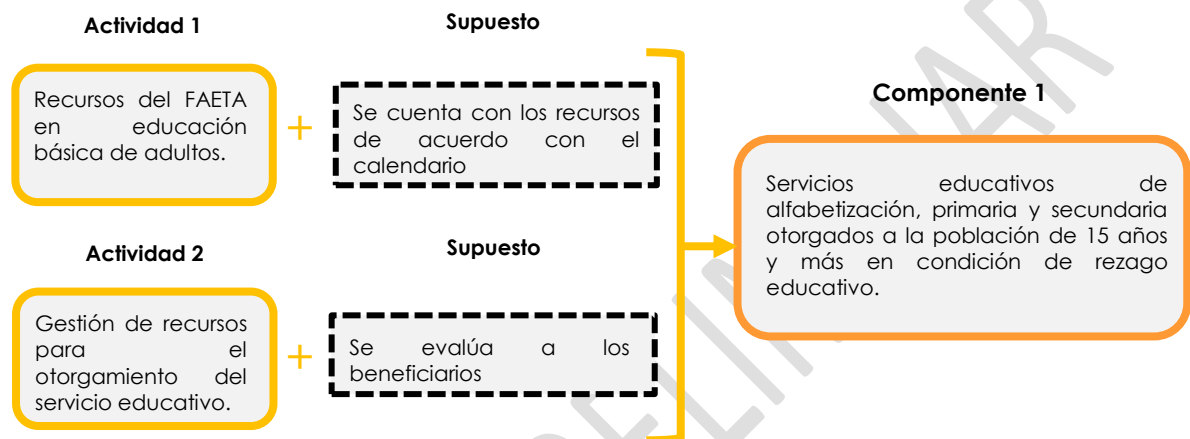 Actividad 1
Supuesto
Recursos del FAETA
en educación
básica de adultos.
+
Se cuenta con los recursos
de acuerdo con el
calendario
Componente 1
Servicios educativos de
alfabetización, primaria y secundaria
otorgados a la población de 15 años
y más en condición de rezago
educativo.
Actividad 2
Supuesto
Gestión de recursos
para el
otorgamiento del
servicio educativo.
+
Se evalúa a los
beneficiarios